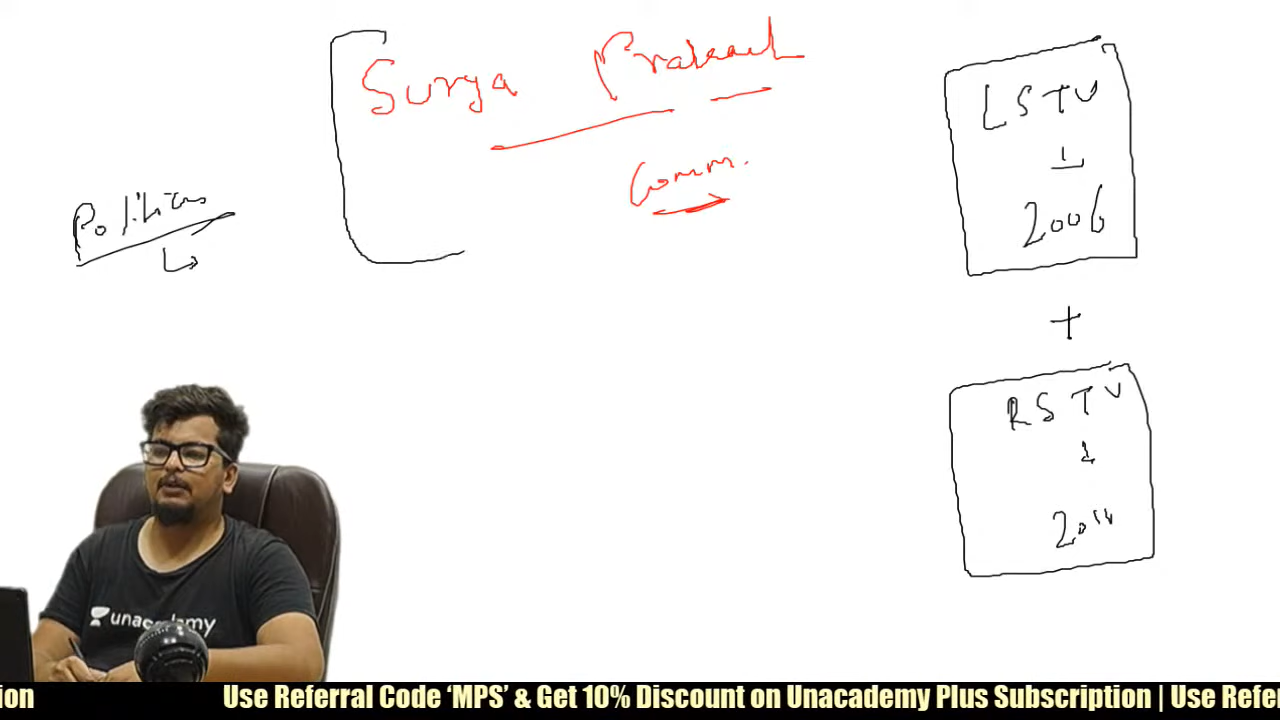 Surya Prakash
Comm.
Politics
LSTV
2006
+
RSTV
2011
unacademy
ion Use Referral Code ‘MPS’ & Get 10% Discount on Unacademy Plus Subscription | Use Refer